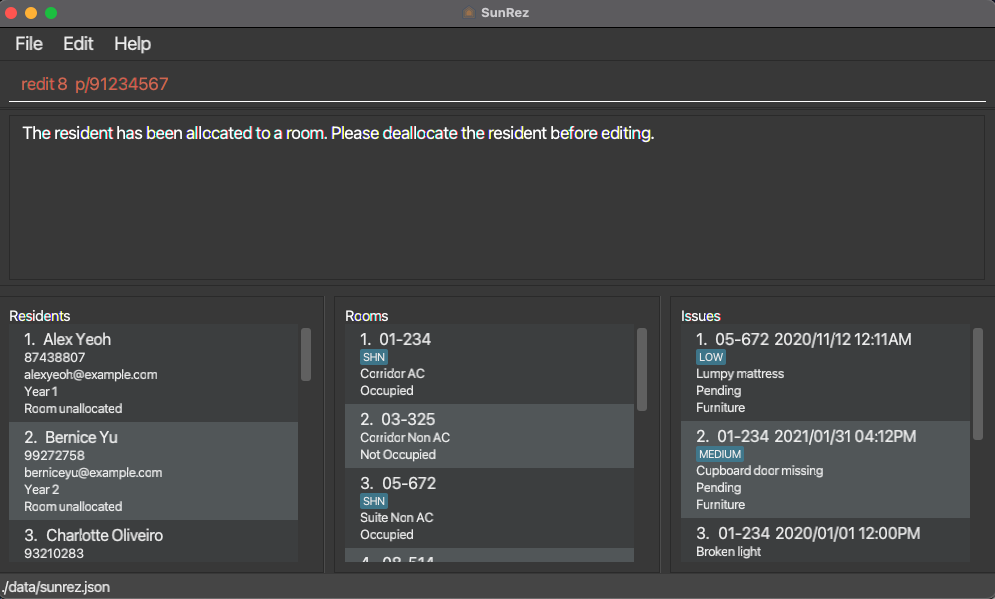 SunRez
File Edit Help
redit 8 p/91234567
The resident has been allocated to a room. Please deallocate the resident before editing.
Residents
1. Alex Yeoh
87438807
alexyeoh@example.com
Year 1
Room unallocated
2. Bernice Yu
99272758
berniceyu@example.com
Year 2
Room unallocated
3. Charlotte Oliveiro
93210283
Rooms
1. 01-234
SHN
Corridor AC
Occupied
2. 03-325
Corridor Non AC
Not Occupied
3. 05-672
SHN
Suite Non AC
Occupied
4. 08-514
Issues
1. 05-672 2020/11/12 12:11AM
LOW
Lumpy mattress
Pending
Furniture
2. 01-234 2021/01/31 04:12PM
MEDIUM
Cupboard door missing
Pending
Furniture
3. 01-234 2020/01/01 12:00PM
Broken light
./data/sunrez.json